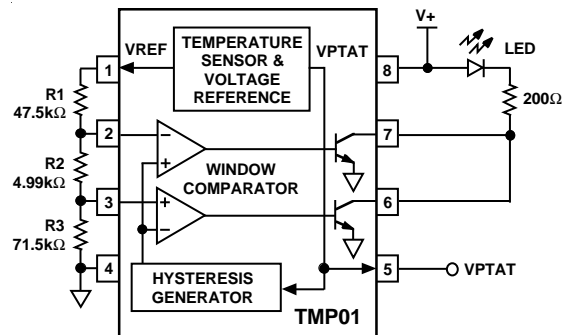 V+
VREF
TEMPERATURE
SENSOR &
VOLTAGE
REFERENCE
VPTAT
LED
1
8
R1
47.5kΩ
200Ω
2
7
R2
4.99kΩ
WINDOW
COMPARATOR
3
6
R3
71.5kΩ
4
5
VPTAT
HYSTERESIS
GENERATOR
TMP01